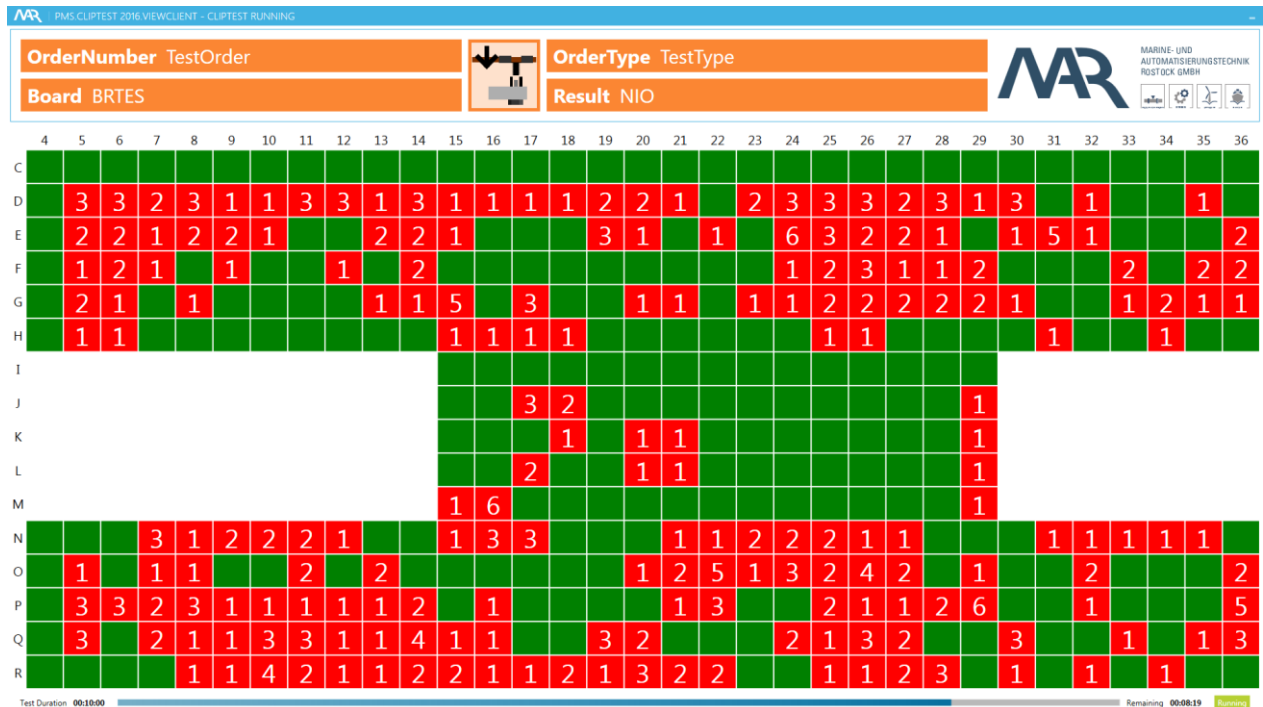 MAR PMS.CLIPTEST 2016.VIEWCLIENT - CLIPTEST RUNNING
OrderNumber TestOrder
OrderType TestType
Board BRTES
Result NIO
MAR
MARINE- UND
AUTOMATISIERUNGSTECHNIK
ROSTOCK GMBH
4 5 6 7 8 9 10 11 12 13 14 15 16 17 18 19 20 21 22 23 24 25 26 27 28 29 30 31 32 33 34 35 36
C
D 3 3 2 3 1 1 3 3 1 3 1 1 1 1 2 2 1 2 3 3 3 2 3 1 3 1 1
E 2 2 1 2 2 1 2 2 1 3 1 1 6 3 2 2 1 1 5 1 2
F 1 2 1 1 1 2 1 2 3 1 1 2 2 2 2
G 2 1 1 1 1 5 3 1 1 1 1 2 2 2 2 2 1 1 2 1 1
H 1 1 1 1 1 1 1 1 1 1
I
J 3 2 1
K 1 1 1 1
L 2 1 1 1
M 1 6 1
N 3 1 2 2 2 1 1 3 3 1 1 2 2 2 1 1 1 1 1 1 1
O 1 1 1 2 2 1 2 5 1 3 2 4 2 1 2 2
P 3 3 2 3 1 1 1 1 1 2 1 1 3 2 1 1 2 6 1 5
Q 3 2 1 1 3 3 1 1 4 1 1 3 2 2 1 3 2 3 1 1 3
R 1 1 4 2 1 1 2 2 1 1 2 1 3 2 2 1 1 2 3 1 1 1
Test Duration 00:10:00
Remaining 00:08:19 Running